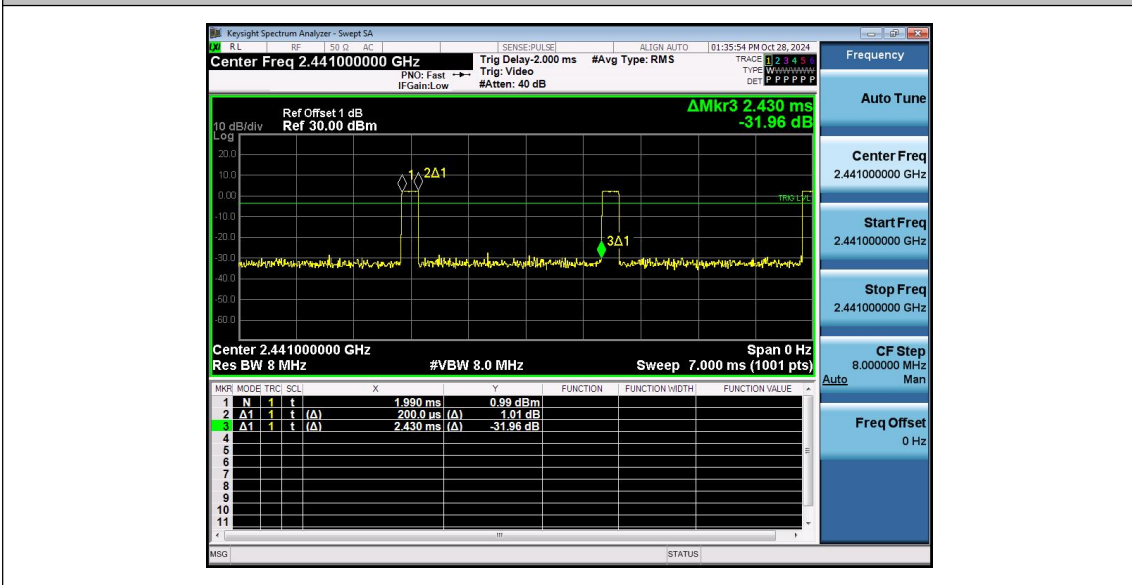 Keysight Spectrum Analyzer - Swept SA
LXI RL RF 50 Ω AC SENSE:PULSE ALIGN AUTO 01:35:54 PM Oct 28, 2024
Center Freq 2.441000000 GHz Trig Delay-2.000 ms #Avg Type: RMS TRACE 1 2 3 4 5 6
PNO: Fast Trig: Video TYPE WWWWWW
IFGain:Low #Atten: 40 dB DET P P P P P P
Frequency
Auto Tune
Center Freq
2.441000000 GHz
Start Freq
2.441000000 GHz
Stop Freq
2.441000000 GHz
CF Step
8.000000 MHz
Auto Man
Freq Offset
0 Hz
ΔMkr3 2.430 ms
-31.96 dB
Ref Offset 1 dB
10 dB/div Ref 30.00 dBm
Log
20.0
10.0
0.00
-10.0
-20.0
-30.0
-40.0
-50.0
-60.0
1 2Δ1
TRIG LVL
3Δ1
Center 2.441000000 GHz Span 0 Hz
Res BW 8 MHz #VBW 8.0 MHz Sweep 7.000 ms (1001 pts)
MKR MODE TRC SCL X Y FUNCTION FUNCTION WIDTH FUNCTION VALUE
1 N 1 t 1.990 ms 0.99 dBm
2 Δ1 1 t (Δ) 200.0 µs (Δ) 1.01 dB
3 Δ1 1 t (Δ) 2.430 ms (Δ) -31.96 dB
4
5
6
7
8
9
10
11
MSG STATUS